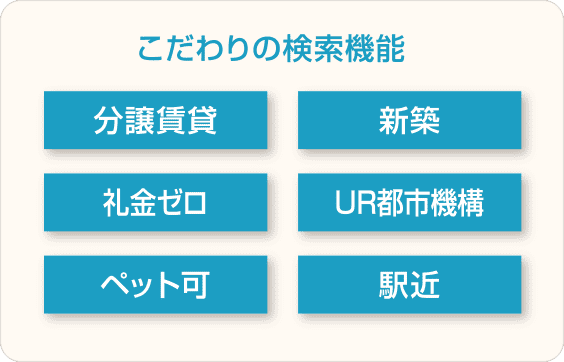 こだわりの検索機能
分譲賃貸
新築
礼金ゼロ
UR都市機構
ペット可
駅近